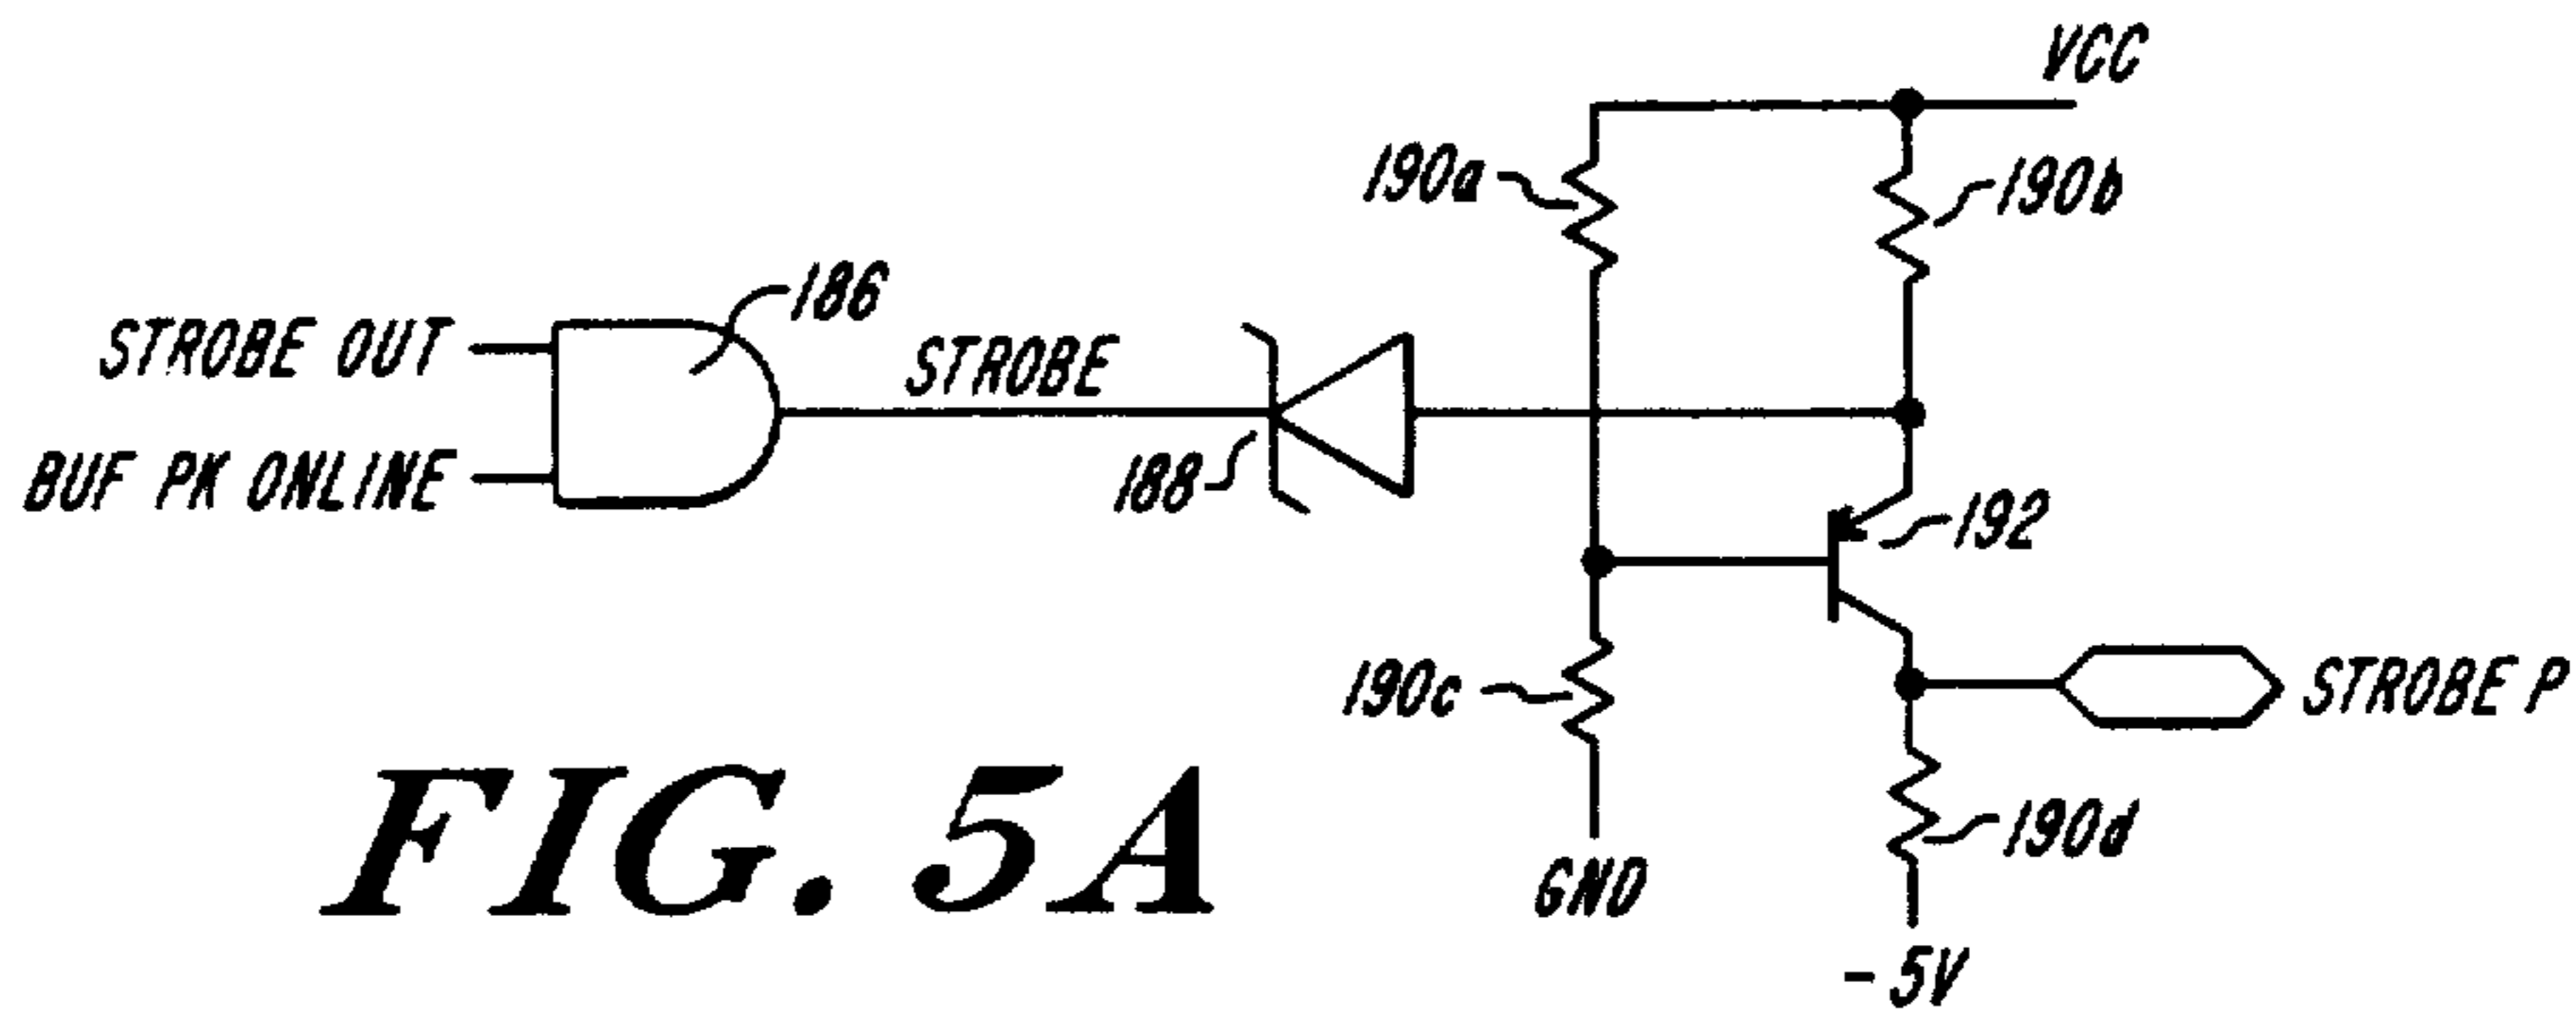 VCC
190a
190b
186
STROBE OUT
STROBE
BUF PK ONLINE
188
192
190c
STROBE P
190d
GND
-5V
FIG. 5A